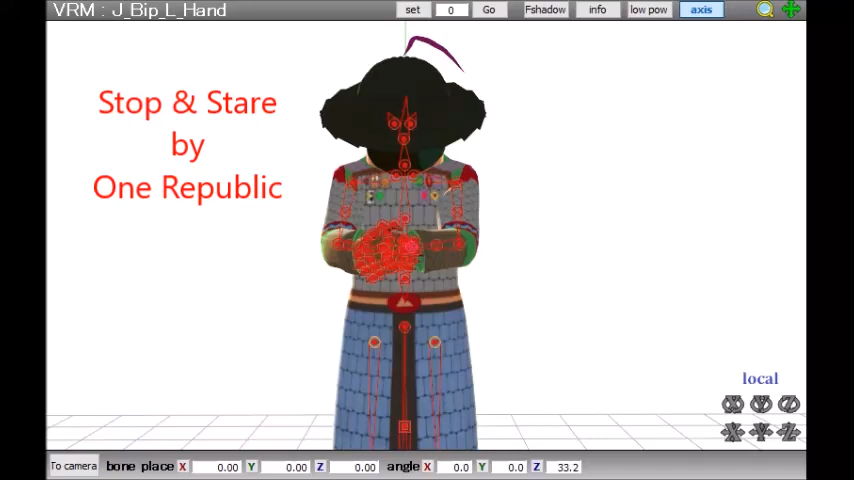 VRM : J_Bip_L_Hand
set 0 Go Fshadow info low pow axis
Stop & Stare
by
One Republic
local
X Y Z
X Y Z
To camera bone place X 0.00 Y 0.00 Z 0.00 angle X 0.0 Y 0.0 Z 33.2